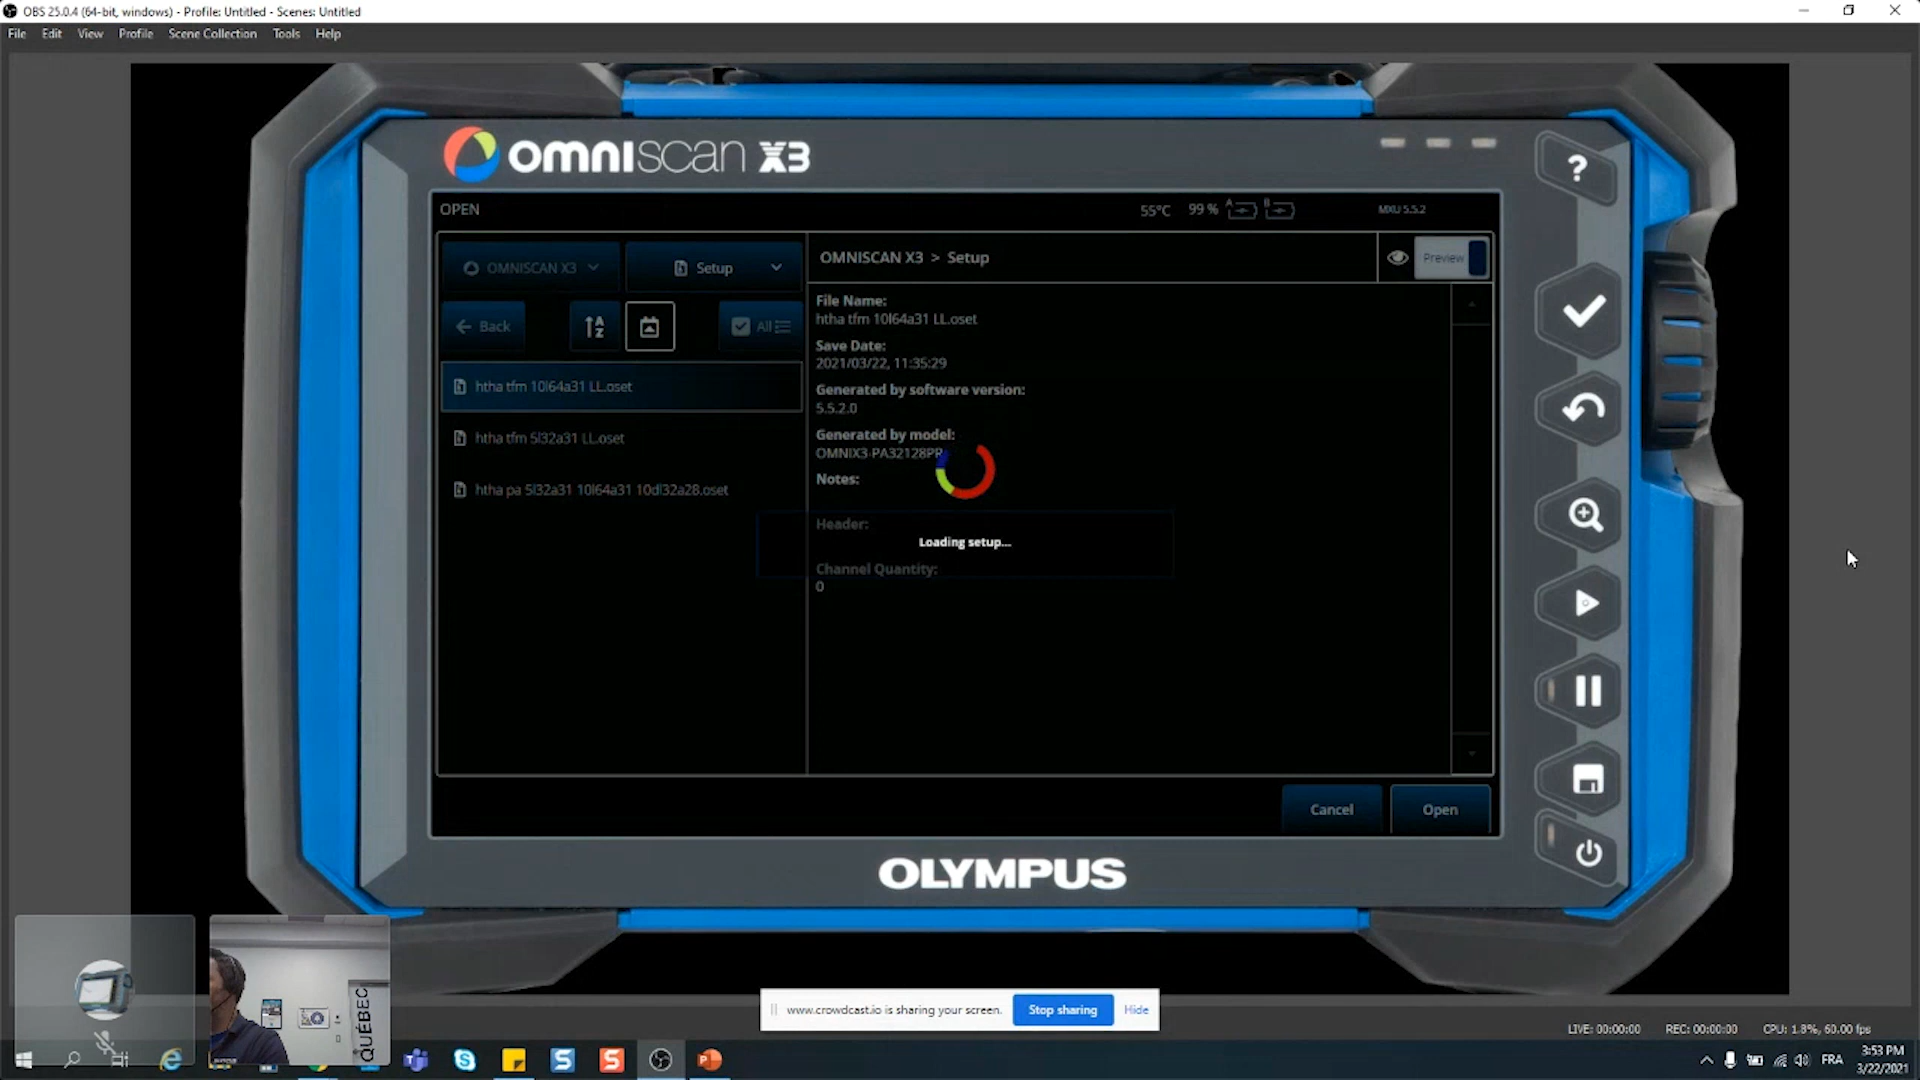 OBS 25.0.4 (64-bit, windows) - Profile: Untitled - Scenes: Untitled
File Edit View Profile Scene Collection Tools Help
omniscan X3
?
OPEN
55°C 99 % A B MXU 5.5.2
OMNISCAN X3 Setup
OMNISCAN X3 > Setup
Preview
Back
A Z
All
File Name:
htha tfm 10l64a31 LL.oset
Save Date:
2021/03/22, 11:35:29
Generated by software version:
5.5.2.0
Generated by model:
OMNIX3-PA32128PR
Notes:
Header:
Loading setup...
Channel Quantity:
0
htha tfm 10l64a31 LL.oset
htha tfm 5l32a31 LL.oset
htha pa 5l32a31 10l64a31 10dl32a28.oset
Cancel Open
OLYMPUS
QUÉBEC
www.crowdcast.io is sharing your screen. Stop sharing Hide
LIVE: 00:00:00 REC: 00:00:00 CPU: 1.8%, 60.00 fps
FRA
3:53 PM
3/22/2021